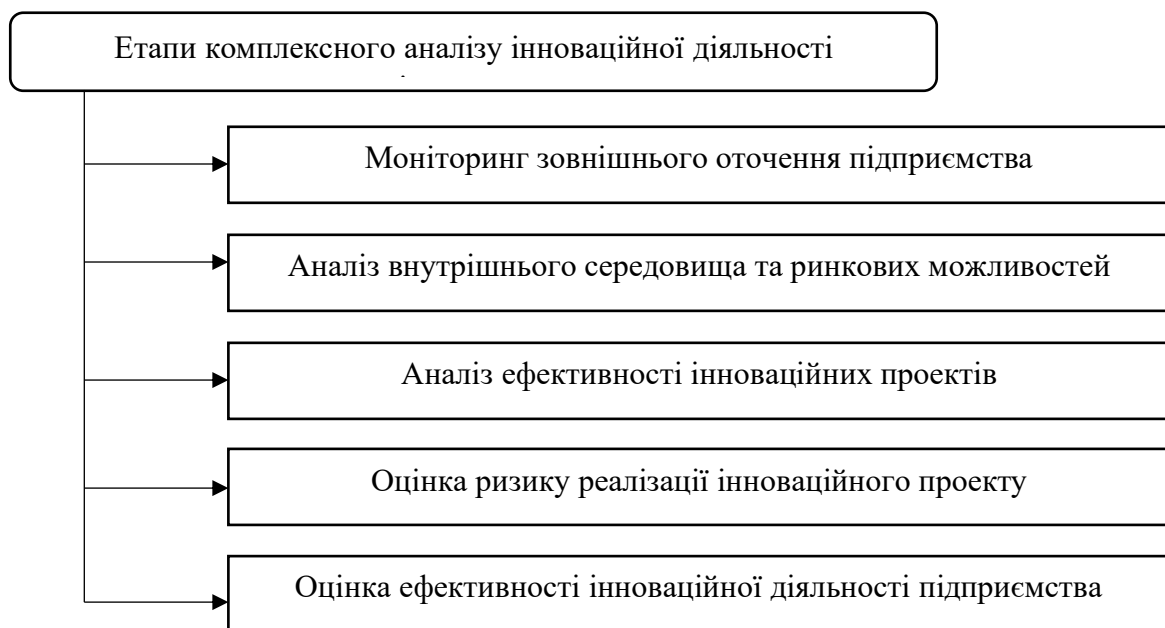 Етапи комплексного аналізу інноваційної діяльності
Моніторинг зовнішнього оточення підприємства
Аналіз внутрішнього середовища та ринкових можливостей
Аналіз ефективності інноваційних проектів
Оцінка ризику реалізації інноваційного проекту
Оцінка ефективності інноваційної діяльності підприємства